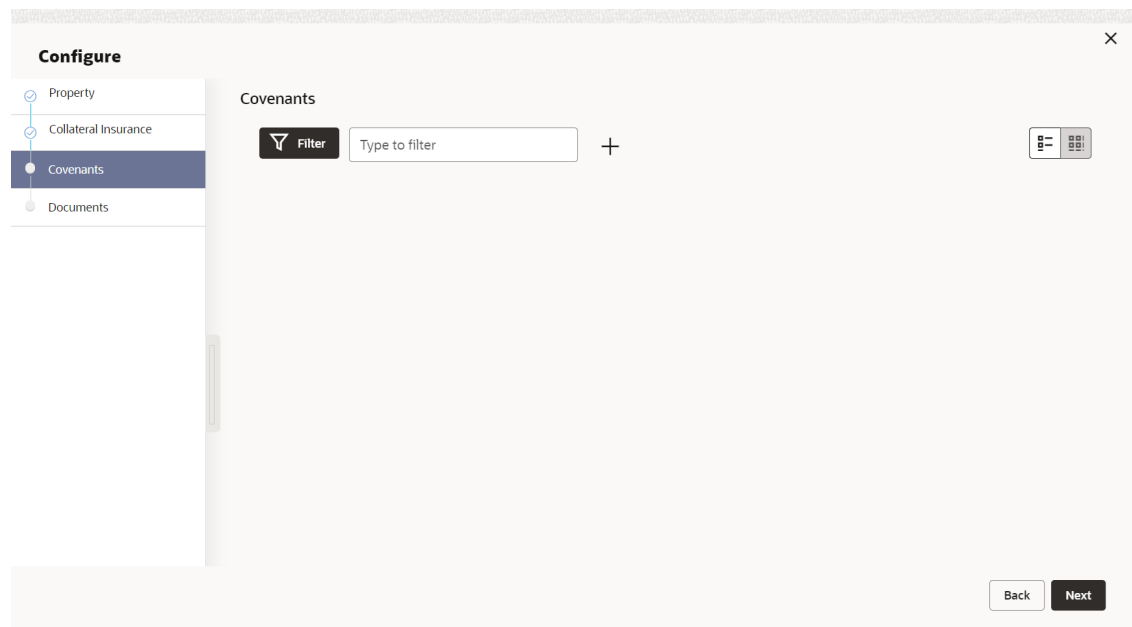 Configure
Property
Collateral Insurance
Covenants
Documents
Covenants
Filter
Type to filter
Back
Next